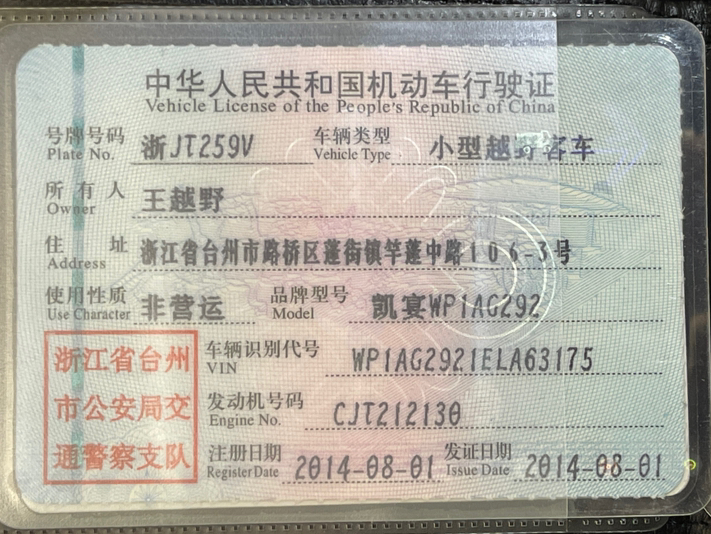 中华人民共和国机动车行驶证
Vehicle License of the People's Republic of China
号牌号码 浙JT259V 车辆类型 小型越野客车
Plate No. Vehicle Type
所有人 王越野
Owner
住址 浙江省台州市路桥区蓬街镇竿蓬中路106-3号
Address
使用性质 非营运 品牌型号 凯宴WP1AG292
Use Character Model
浙江省台州
市公安局交
通警察支队
车辆识别代号 WP1AG2921ELA63175
VIN
发动机号码 CJT212130
Engine No.
注册日期 2014-08-01 发证日期 2014-08-01
Register Date Issue Date